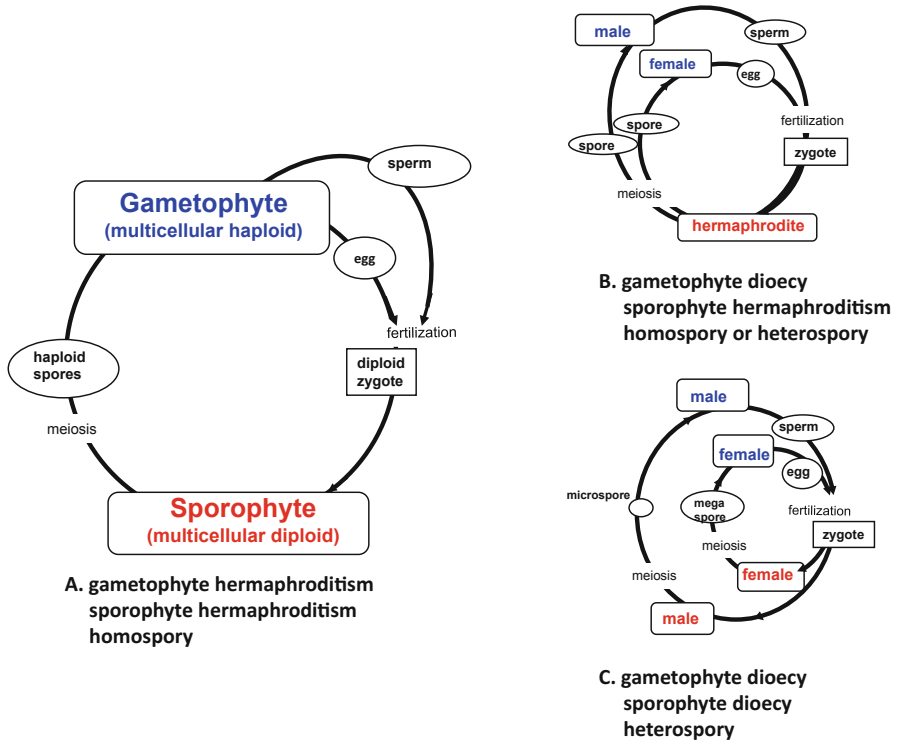 Gametophyte
(multicellular haploid)
sperm
egg
fertilization
diploid
zygote
haploid
spores
meiosis
Sporophyte
(multicellular diploid)
A. gametophyte hermaphroditism
sporophyte hermaphroditism
homospory
male
sperm
female
egg
fertilization
spore
spore
zygote
meiosis
hermaphrodite
B. gametophyte dioecy
sporophyte hermaphroditism
homospory or heterospory
male
sperm
female
egg
microspore
mega
spore
fertilization
zygote
meiosis
meiosis
female
male
C. gametophyte dioecy
sporophyte dioecy
heterospory